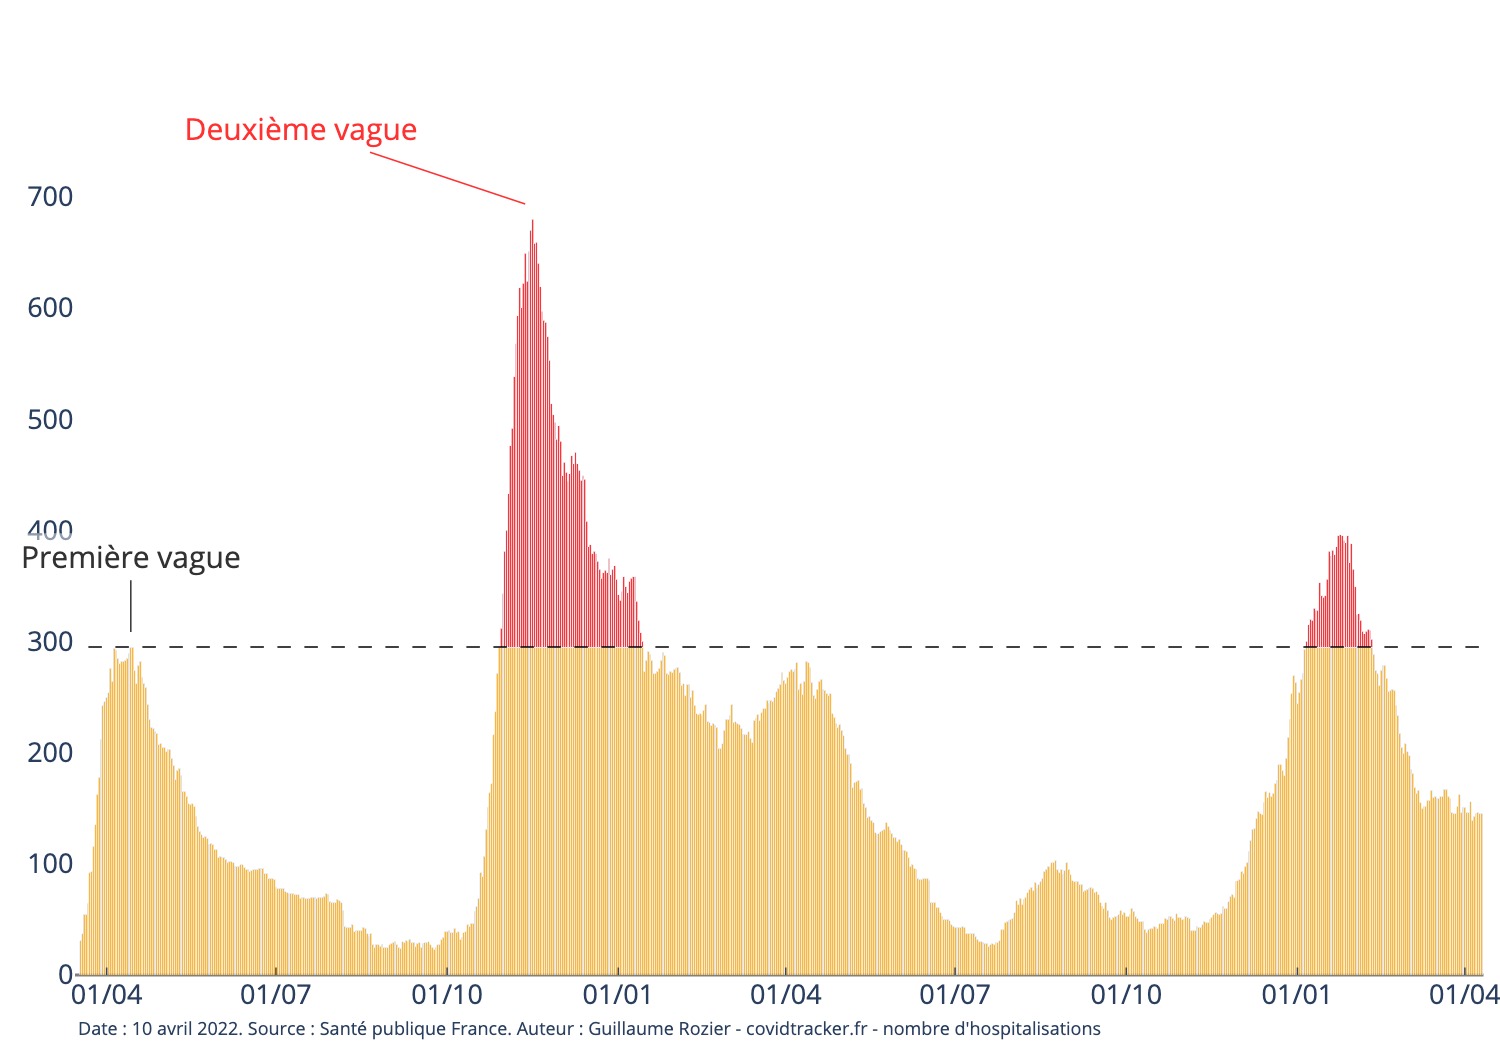 Deuxième vague
700
600
500
400
Première vague
300
200
100
0
01/04 01/07 01/10 01/01 01/04 01/07 01/10 01/01 01/04
Date : 10 avril 2022. Source : Santé publique France. Auteur : Guillaume Rozier - covidtracker.fr - nombre d'hospitalisations